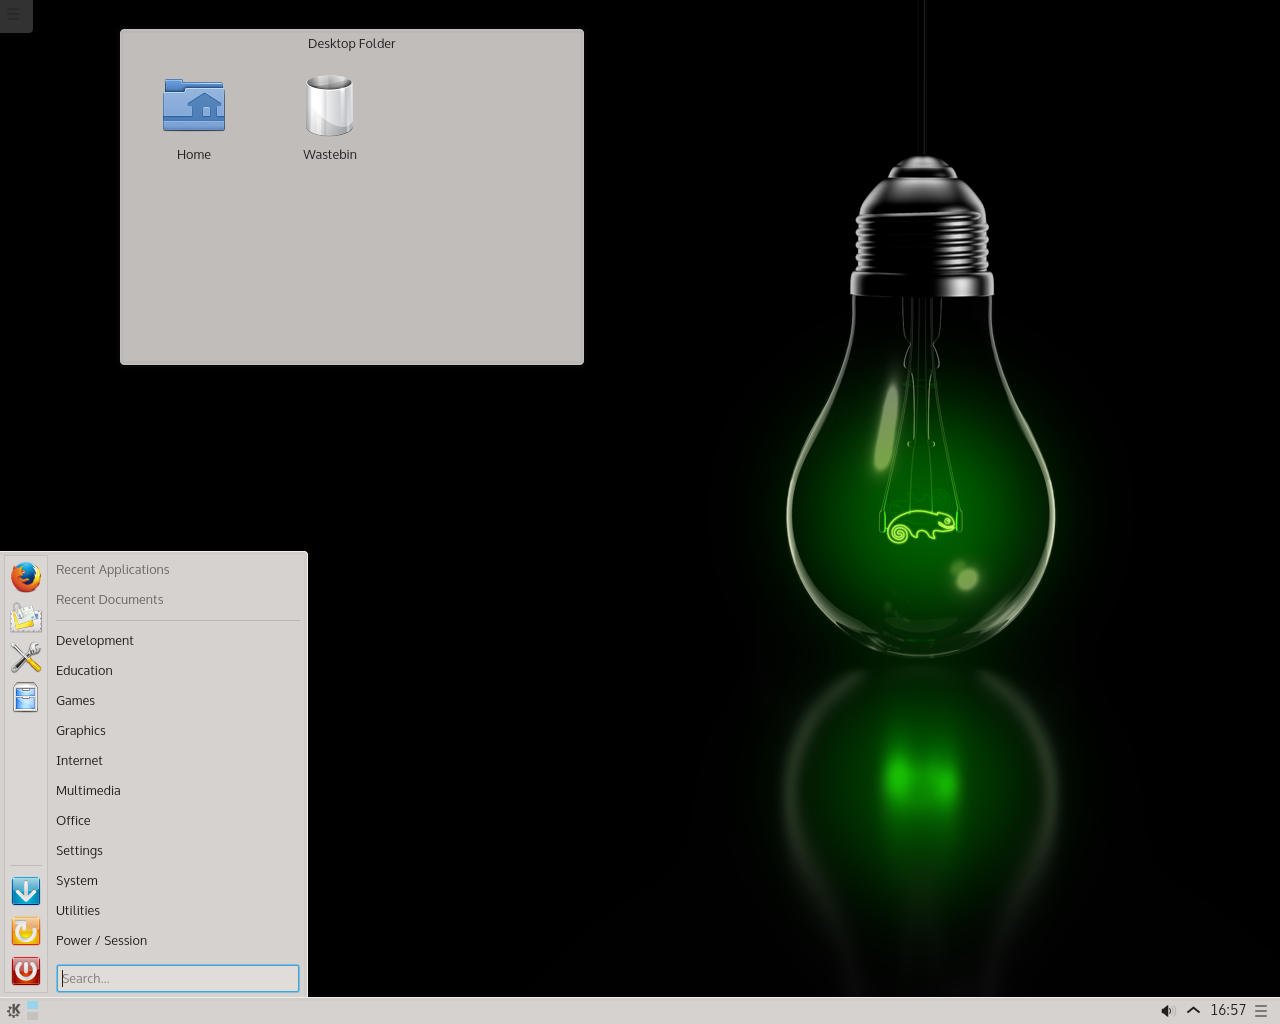 Desktop Folder
Home
Wastebin
Recent Applications
Recent Documents
Development
Education
Games
Graphics
Internet
Multimedia
Office
Settings
System
Utilities
Power / Session
Search...
16:57